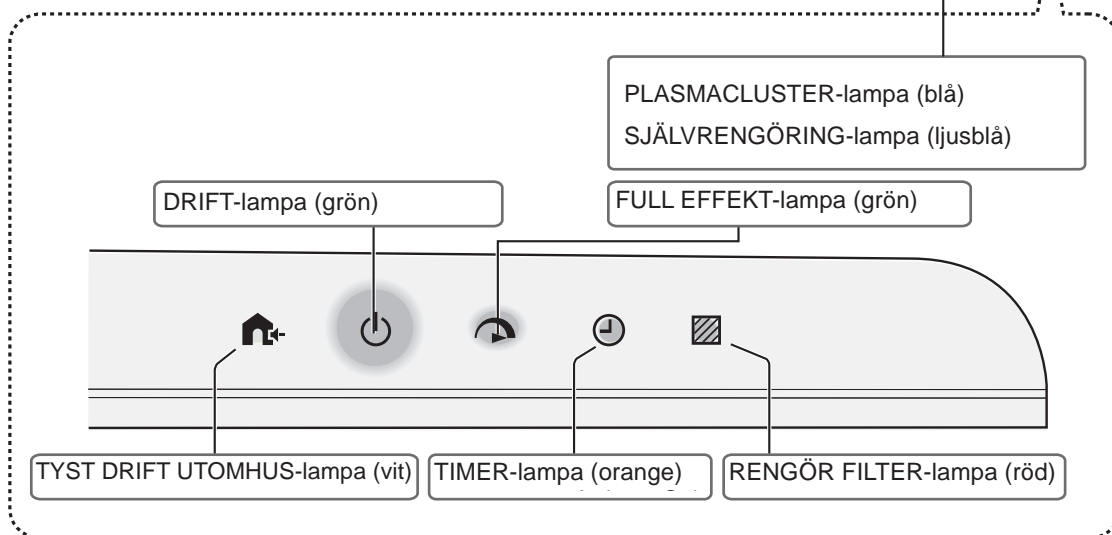 PLASMACLUSTER-lampa (blå)
SJÄLVRENGÖRING-lampa (ljusblå)
DRIFT-lampa (grön)
FULL EFFEKT-lampa (grön)
TYST DRIFT UTOMHUS-lampa (vit)
TIMER-lampa (orange)
RENGÖR FILTER-lampa (röd)